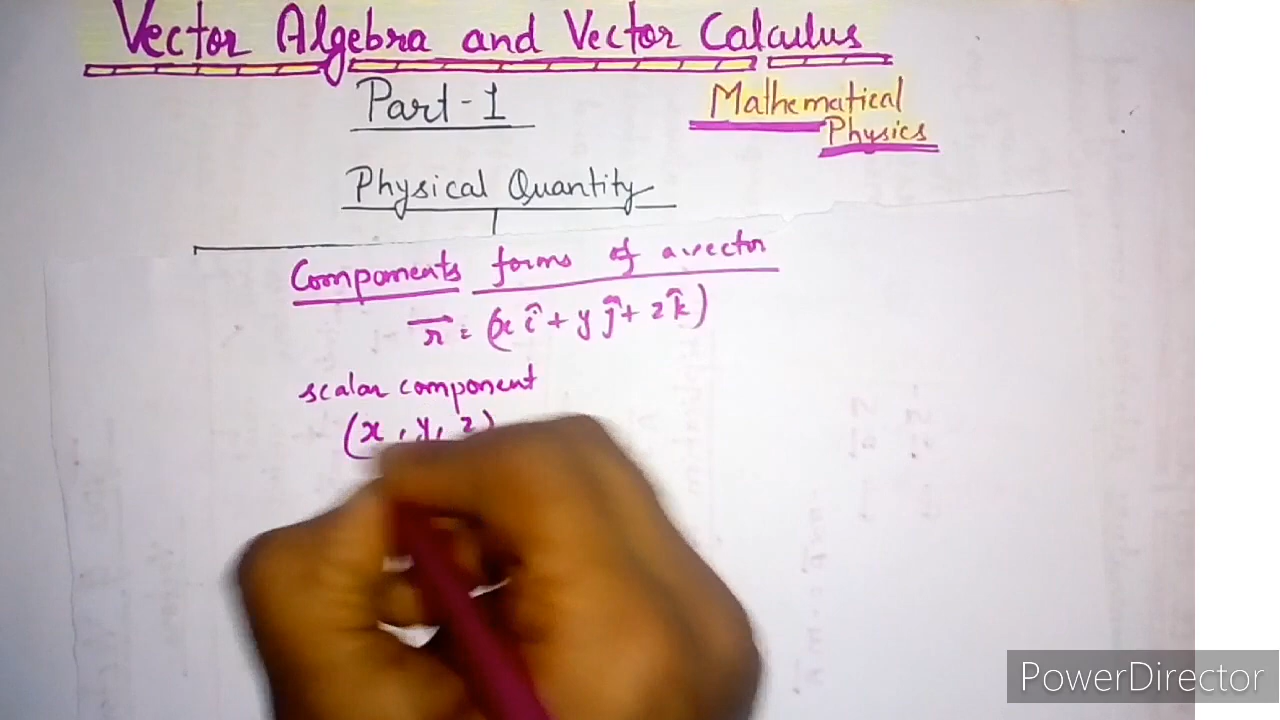 Vector Algebra and Vector Calculus
Part-1
Mathematical
Physics
Physical Quantity
Components forms of a vector
r⃗ = (x î + y ĵ + z k̂)
scalar component
(x, y, z)
PowerDirector